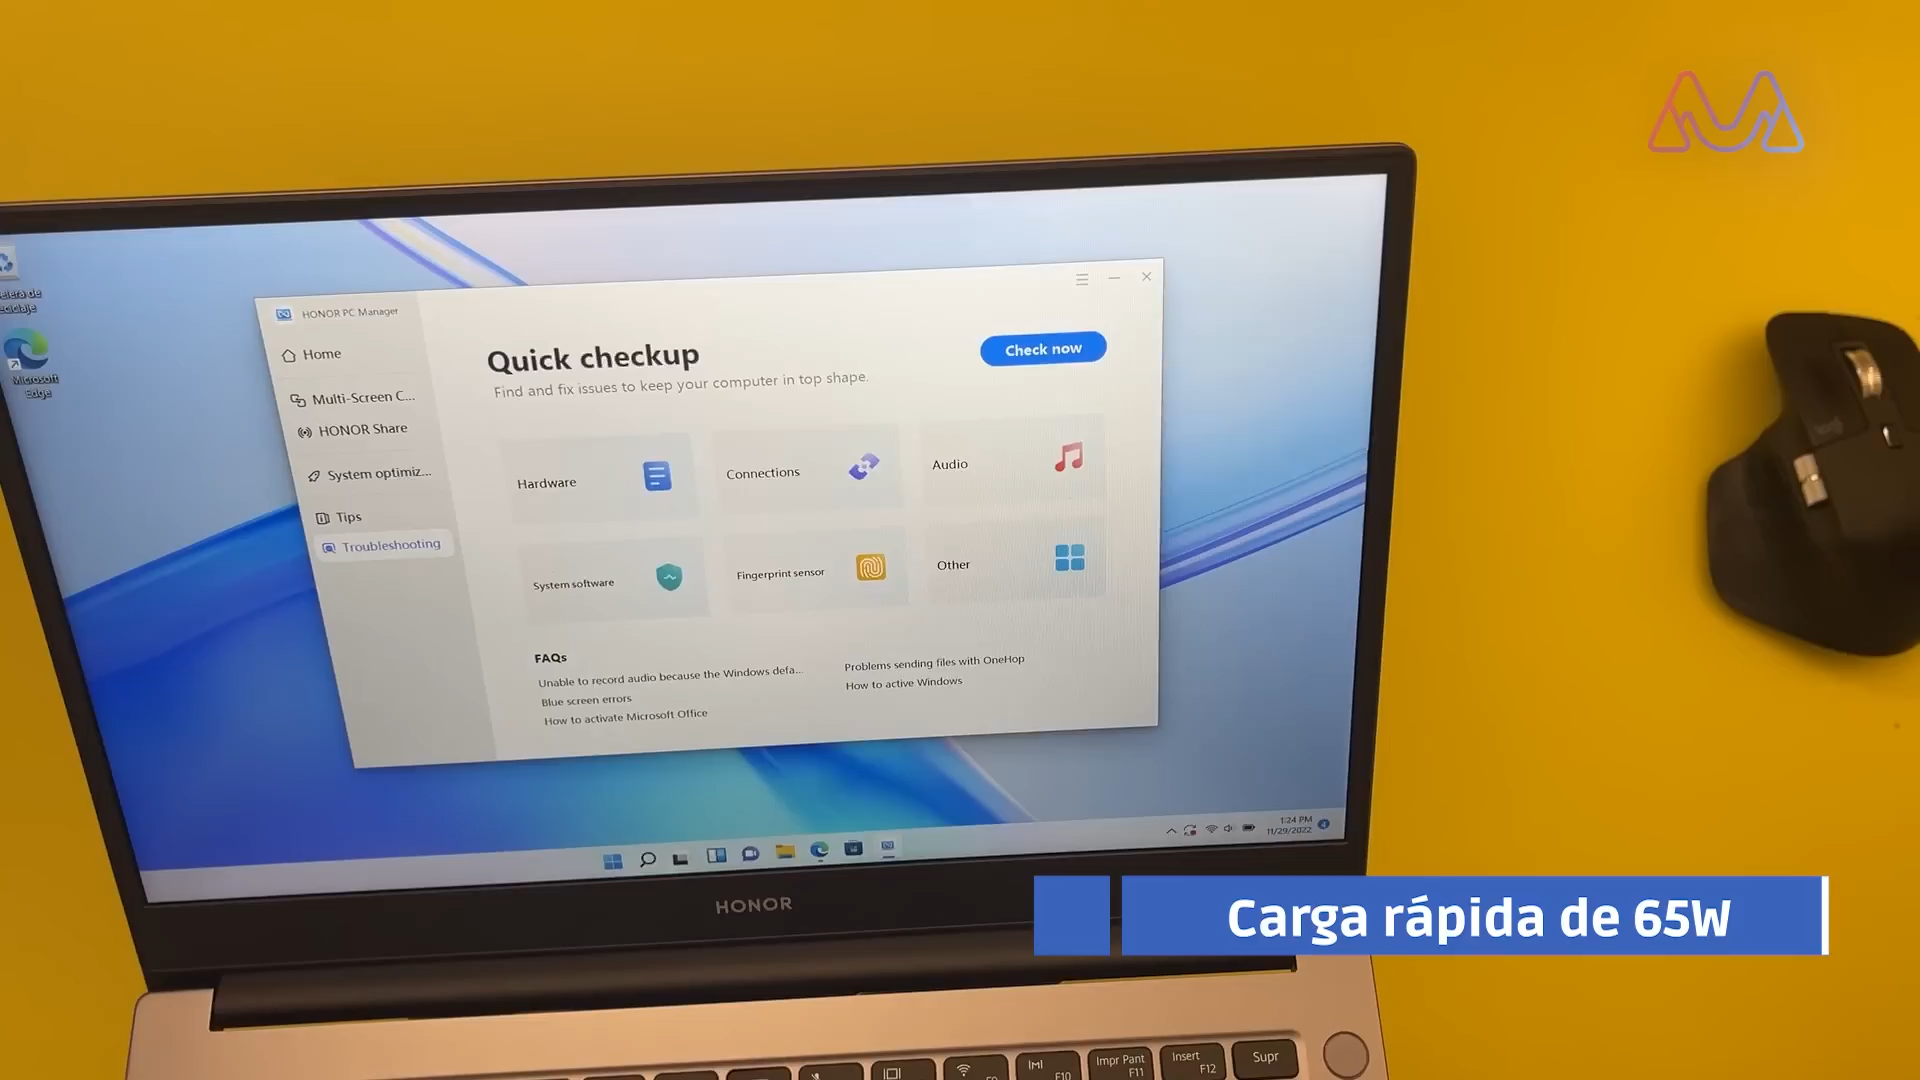 HONOR PC Manager
Home
Multi-Screen C...
HONOR Share
System optimiz...
Tips
Troubleshooting
Quick checkup
Find and fix issues to keep your computer in top shape.
Check now
Hardware
Connections
Audio
System software
Fingerprint sensor
Other
FAQs
Unable to record audio because the Windows defa...
Blue screen errors
How to activate Microsoft Office
Problems sending files with OneHop
How to active Windows
Microsoft
Edge
1:24 PM
11/29/2022
HONOR
Carga rápida de 65W
F10
Impr Pant
F11
Insert
F12
Supr